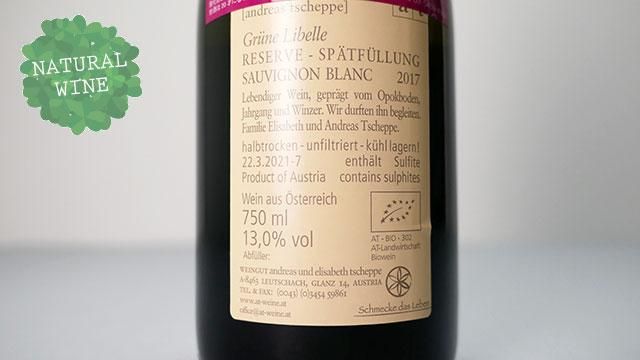 NATURAL
WINE
[andreas tscheppe]
Grüne Libelle
RESERVE - SPÄTFÜLLUNG
SAUVIGNON BLANC 2017
Lebendiger Wein, geprägt vom Opokboden,
Jahrgang und Winzer. Wir durften ihn begleiten.
Familie Elisabeth und Andreas Tscheppe.
halbtrocken - unfiltriert - kühl lagern!
22.3.2021-7 enthält Sulfite
Product of Austria contains sulphites
Wein aus Österreich
750 ml
13,0% vol
Abfüller:
AT - BIO - 302
AT-Landwirtschaft
Biowein
WEINGUT andreas und elisabeth tscheppe
A-8463 LEUTSCHACH, GLANZ 14, AUSTRIA
TEL & FAX: (0043) (0)3454 59861
www.at-weine.at
office@at-weine.at
Schmecke das Leben